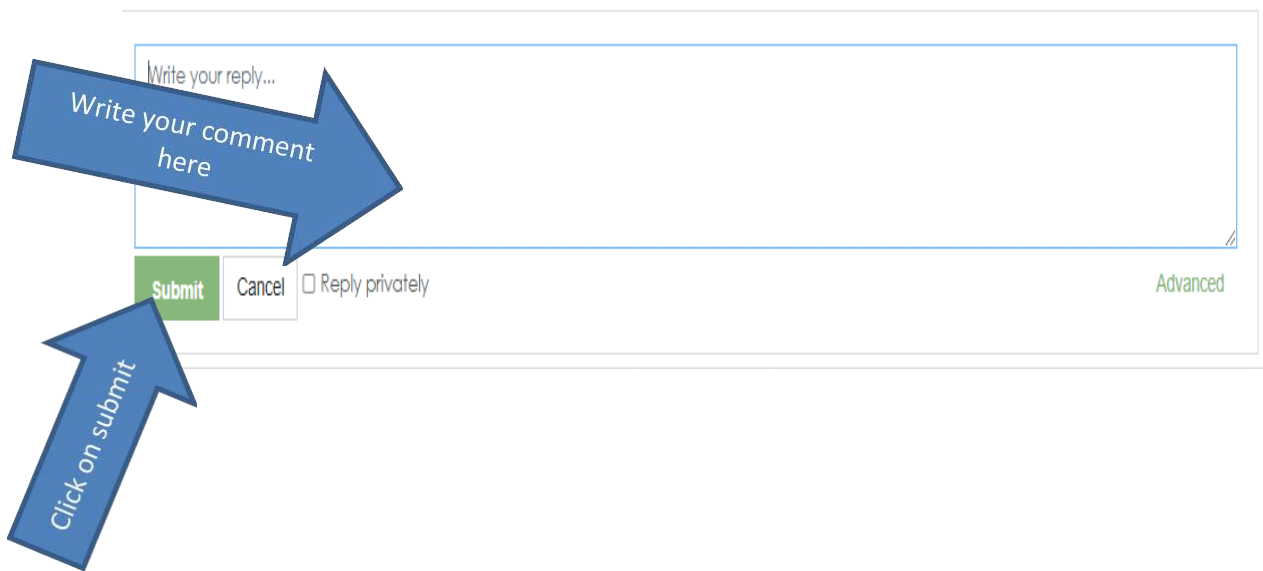 Write your reply...
Write your comment
here
Submit
Cancel
Reply privately
Advanced
Click on submit